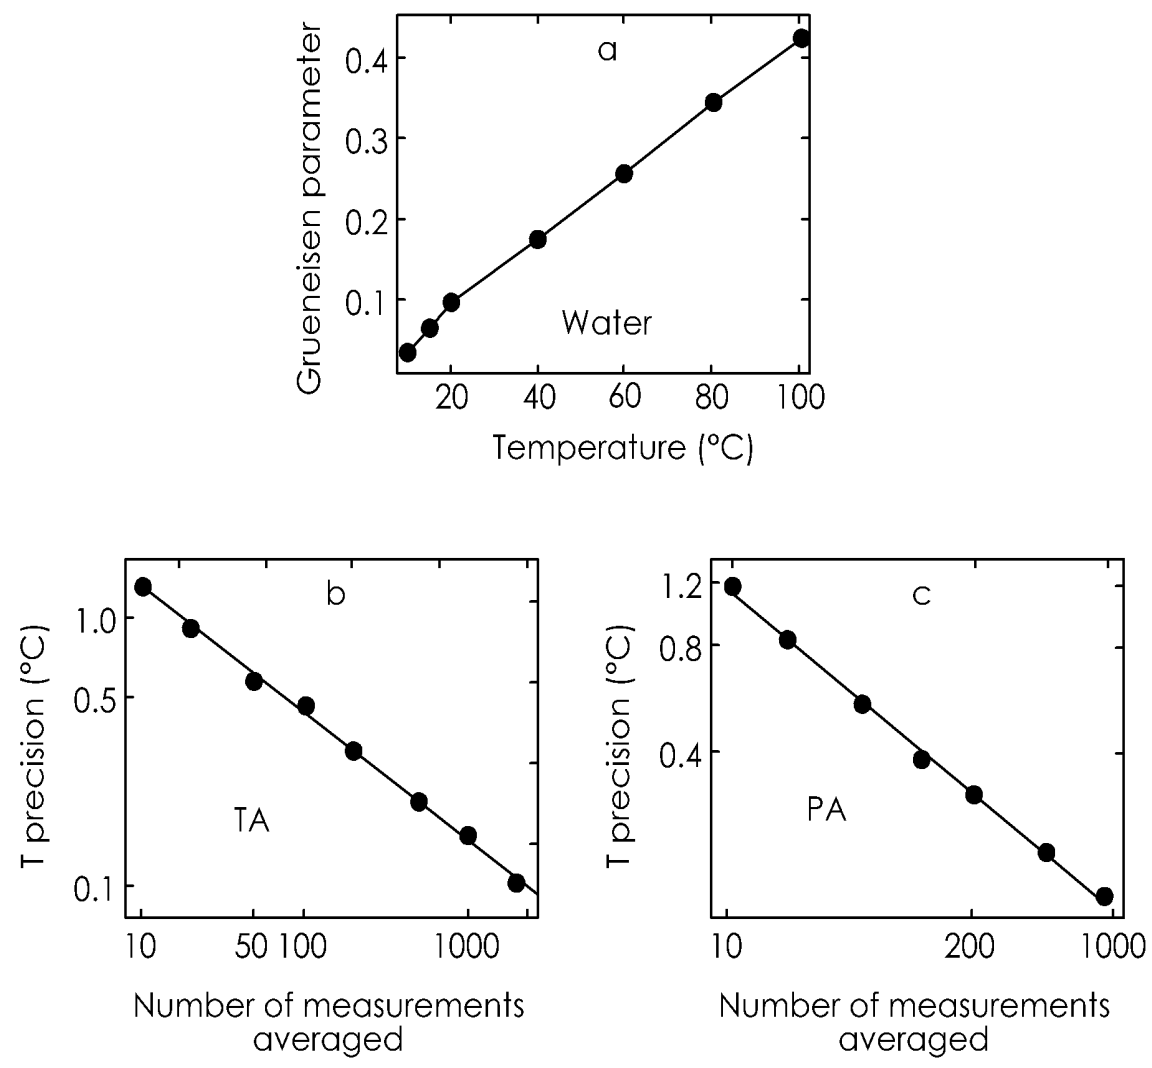 a
Grueneisen parameter
0.4
0.3
0.2
0.1
Water
20 40 60 80 100
Temperature (°C)
b
T precision (°C)
1.0
0.5
0.1
TA
10 50 100 1000
Number of measurements
averaged
c
T precision (°C)
1.2
0.8
0.4
PA
10 200 1000
Number of measurements
averaged